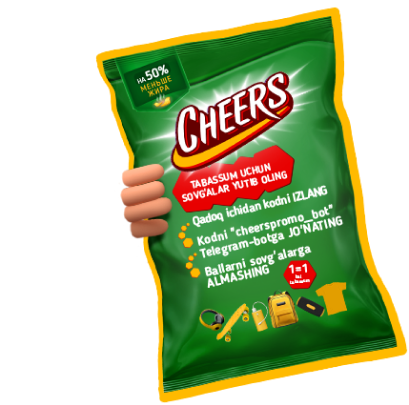 НА 50%
МЕНЬШЕ
ЖИРА
CHEERS
TABASSUM UCHUN
SOVG'ALAR YUTIB OLING
Qadoq ichidan kodni IZLANG
Kodni "cheerspromo_bot"
Telegram-botga JO'NATING
Ballarni sovg'alarga
ALMASHING
1=1